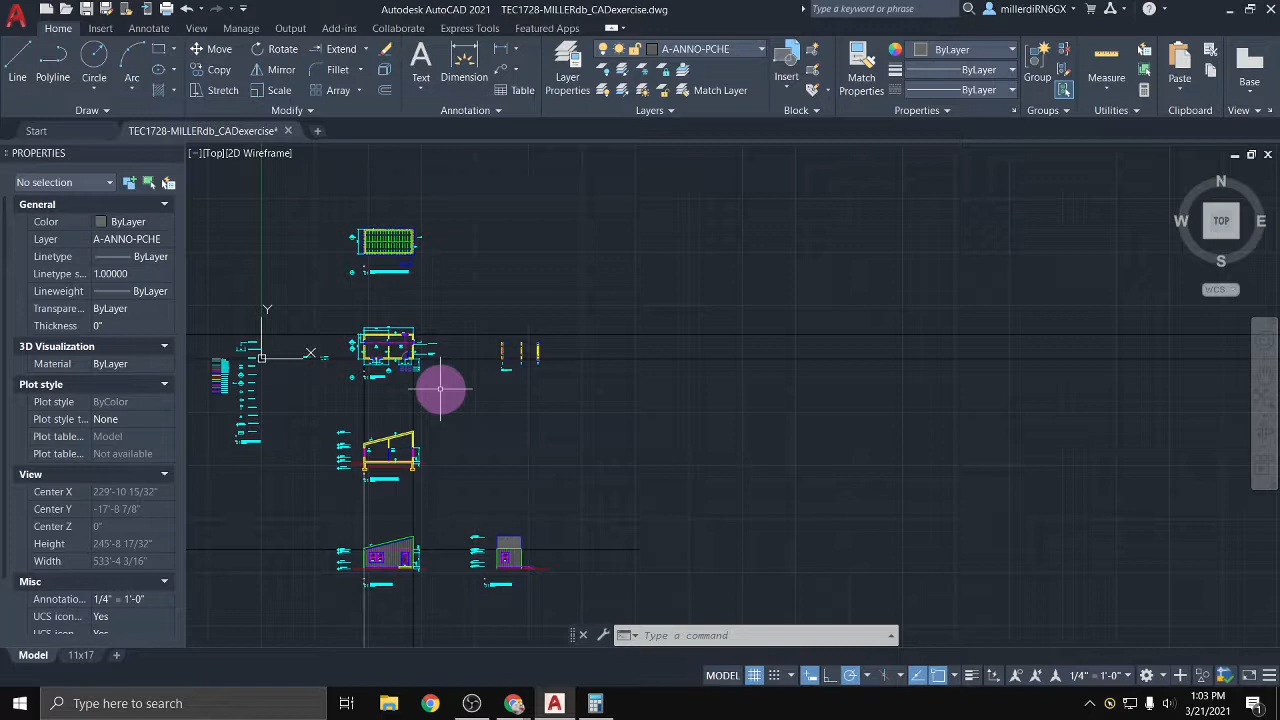 Autodesk AutoCAD 2021 TEC1728-MILLERdb_CADexercise.dwg
Type a keyword or phrase
millerdiRN6GX
Home Insert Annotate View Manage Output Add-ins Collaborate Express Tools Featured Apps
Line
Polyline
Circle
Arc
Draw
Move
Rotate
Extend
Copy
Mirror
Fillet
Stretch
Scale
Array
Modify
Text
Dimension
Table
Annotation
Layer
Properties
A-ANNO-PCHE
Match Layer
Layers
Insert
Block
Match
Properties
ByLayer
ByLayer
ByLayer
Properties
Group
Groups
Measure
Utilities
Paste
Clipboard
Base
View
Start
TEC1728-MILLERdb_CADexercise*
PROPERTIES
No selection
General
Color ByLayer
Layer A-ANNO-PCHE
Linetype ByLayer
Linetype s... 1.00000
Lineweight ByLayer
Transpare... ByLayer
Thickness 0"
3D Visualization
Material ByLayer
Plot style
Plot style ByColor
Plot style t... None
Plot table... Model
Plot table... Not available
View
Center X 229'-10 15/32"
Center Y -17'-8 7/8"
Center Z 0"
Height 245'-8 17/32"
Width 533'-4 3/16"
Misc
Annotatio... 1/4" = 1'-0"
UCS icon... Yes
UCS icon... Yes
[−][Top][2D Wireframe]
Y
X
N
W TOP E
S
WCS
Type a command
Model 11x17
MODEL
1/4" = 1'-0"
Type here to search
1:03 PM
3/21/2021